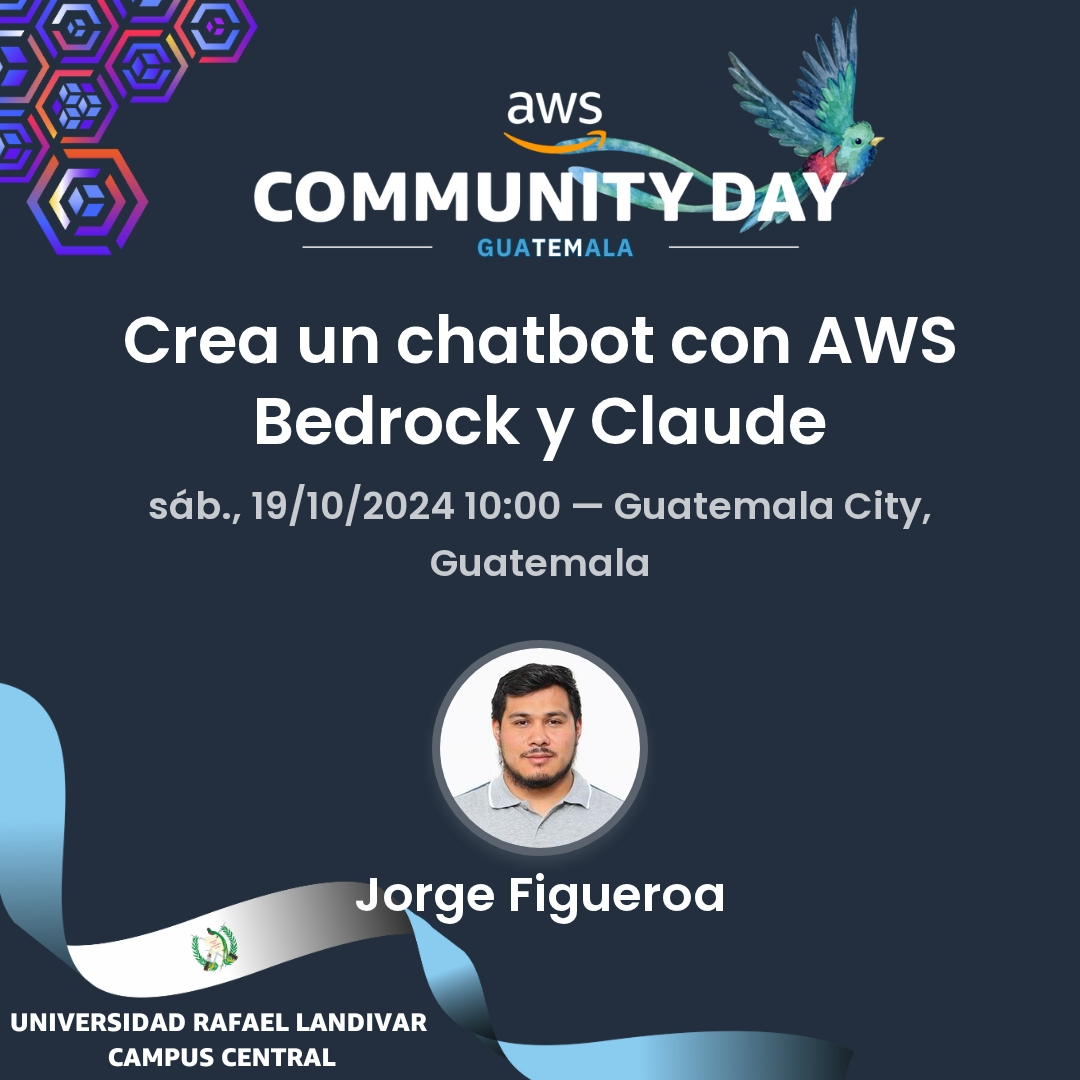 aws
COMMUNITY DAY
GUATEMALA
Crea un chatbot con AWS
Bedrock y Claude
sáb., 19/10/2024 10:00 — Guatemala City,
Guatemala
Jorge Figueroa
UNIVERSIDAD RAFAEL LANDIVAR
CAMPUS CENTRAL